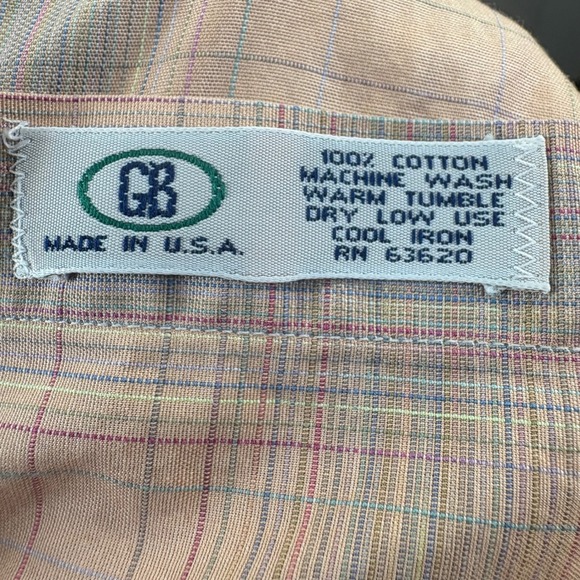 GB
MADE IN U.S.A.
100% COTTON
MACHINE WASH
WARM TUMBLE
DRY LOW USE
COOL IRON
RN 63620